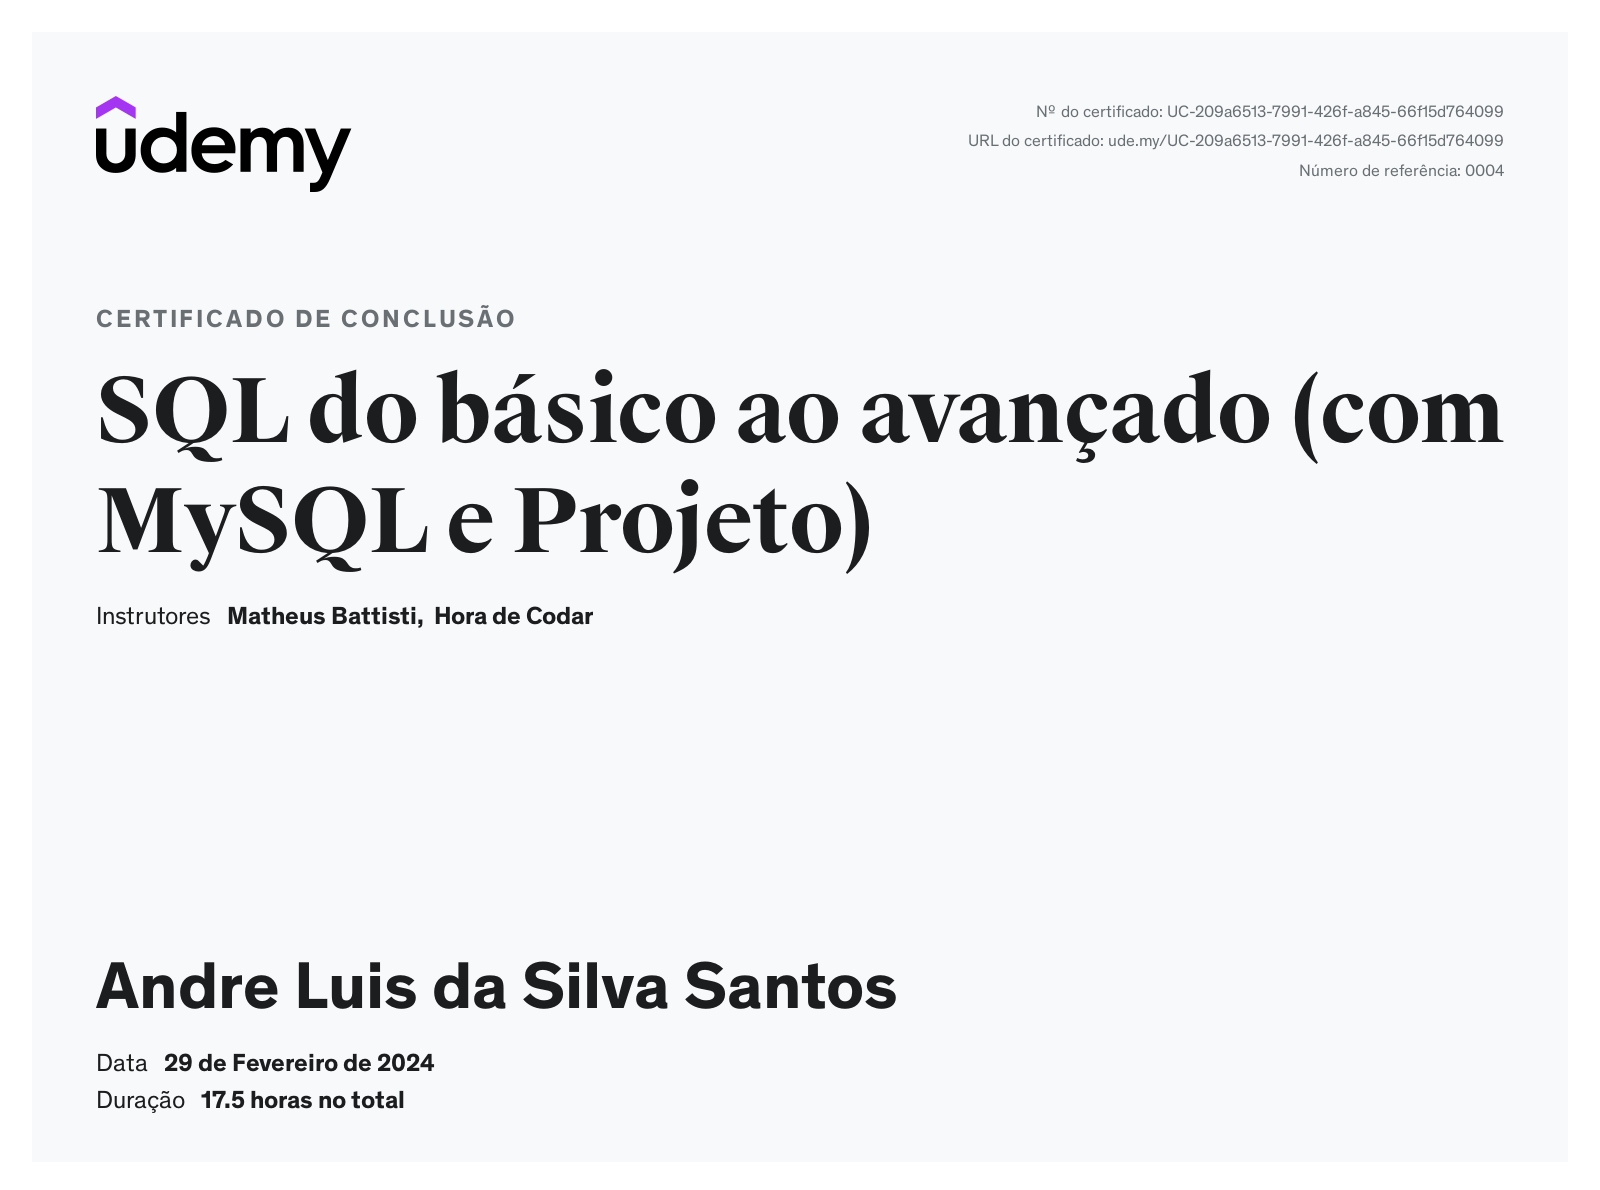 udemy
Nº do certificado: UC-209a6513-7991-426f-a845-66f15d764099
URL do certificado: ude.my/UC-209a6513-7991-426f-a845-66f15d764099
Número de referência: 0004
CERTIFICADO DE CONCLUSÃO
SQL do básico ao avançado (com
MySQL e Projeto)
Instrutores Matheus Battisti, Hora de Codar
Andre Luis da Silva Santos
Data 29 de Fevereiro de 2024
Duração 17.5 horas no total